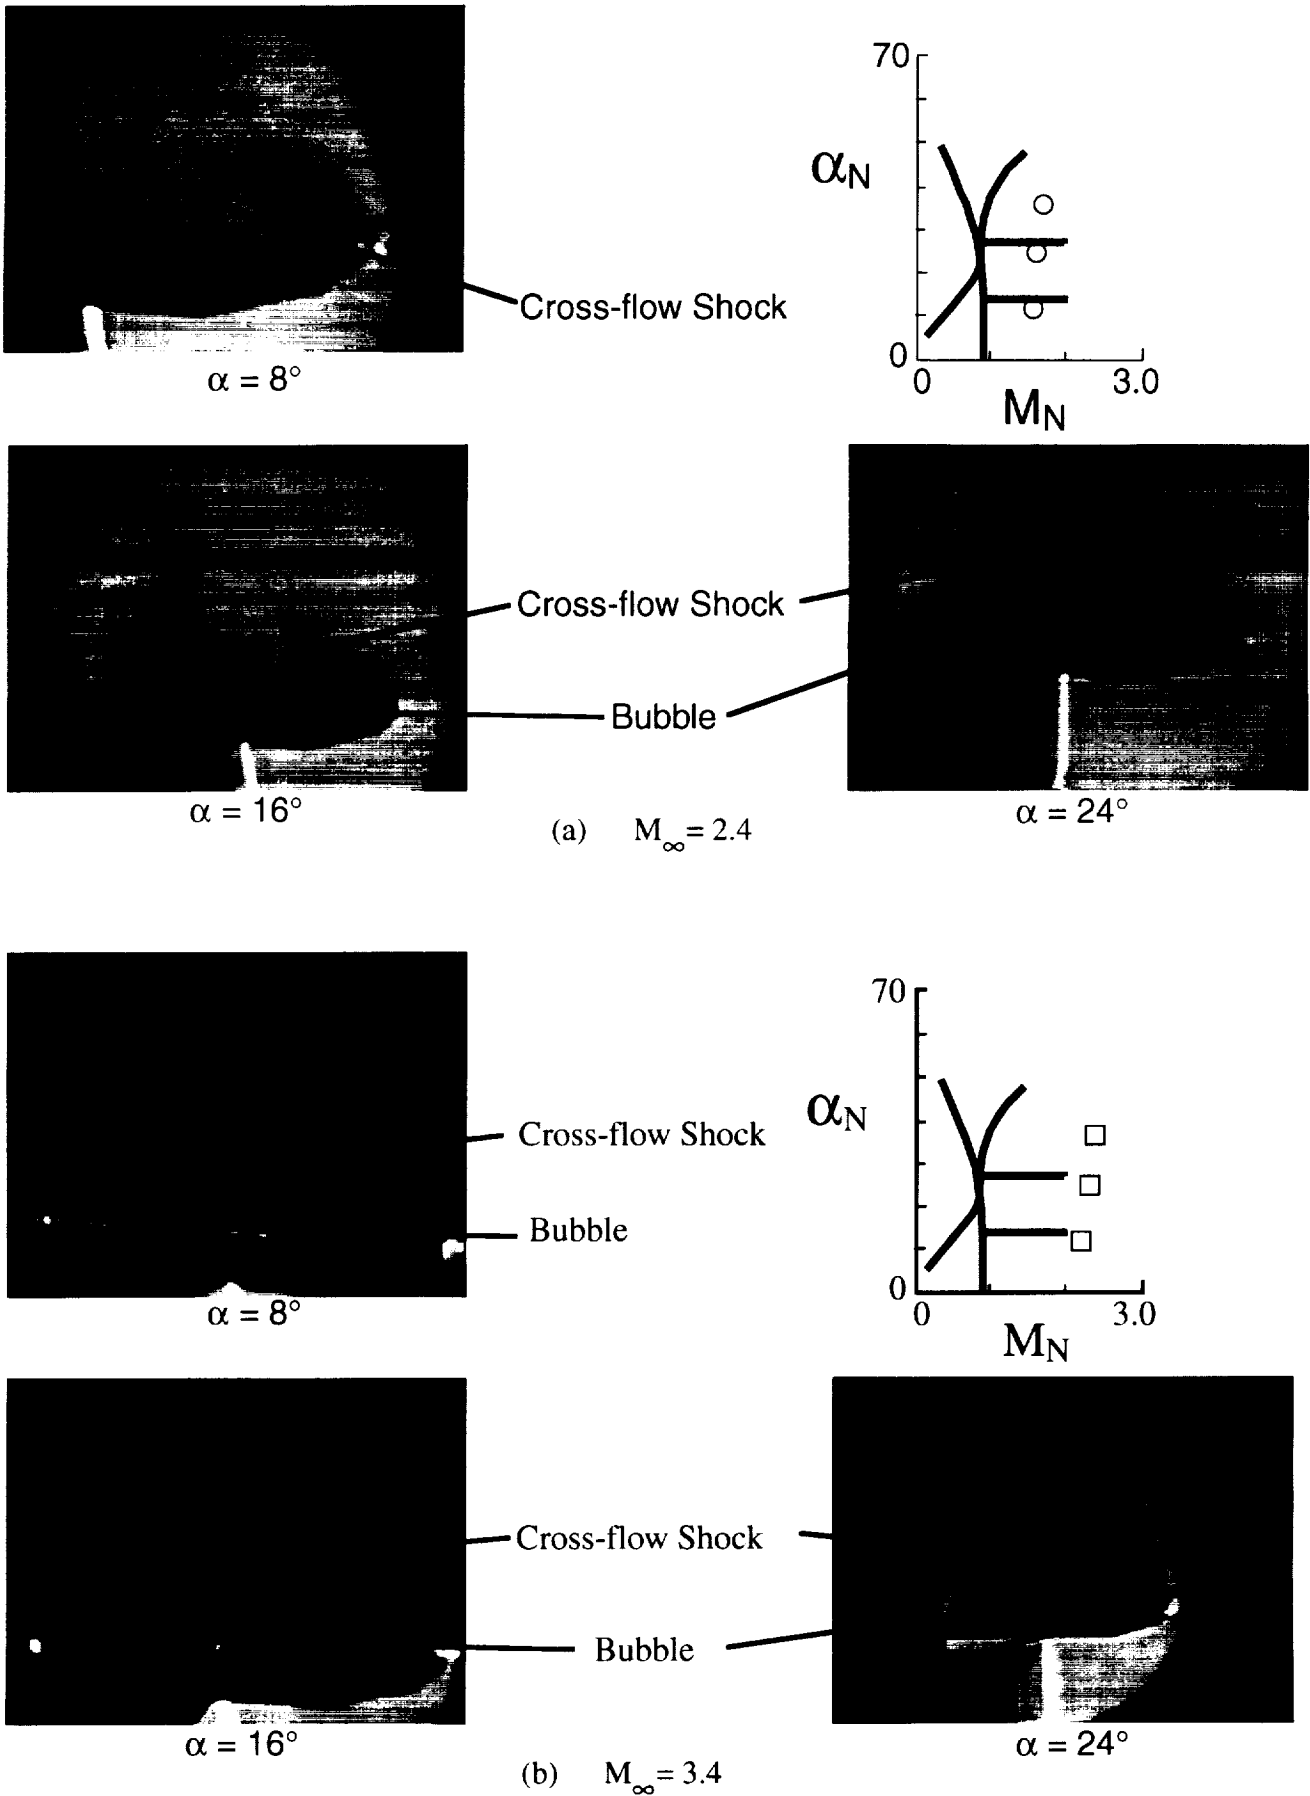 70
αN
0
0 3.0
MN
Cross-flow Shock
α = 8°
Cross-flow Shock
Bubble
α = 16°
α = 24°
(a) M∞= 2.4
70
αN
0
0 3.0
MN
Cross-flow Shock
Bubble
α = 8°
Cross-flow Shock
Bubble
α = 16°
α = 24°
(b) M∞= 3.4